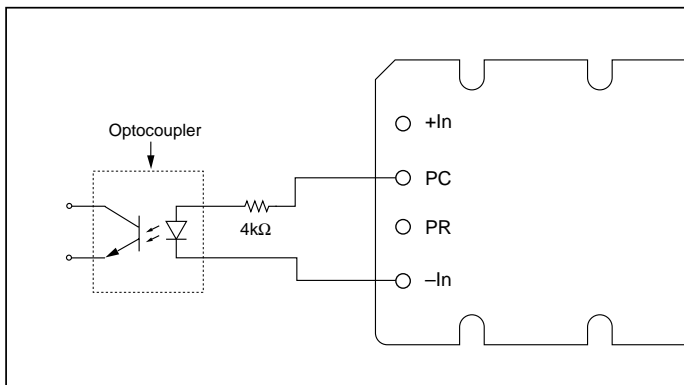 Optocoupler
4kΩ
+In
PC
PR
–In